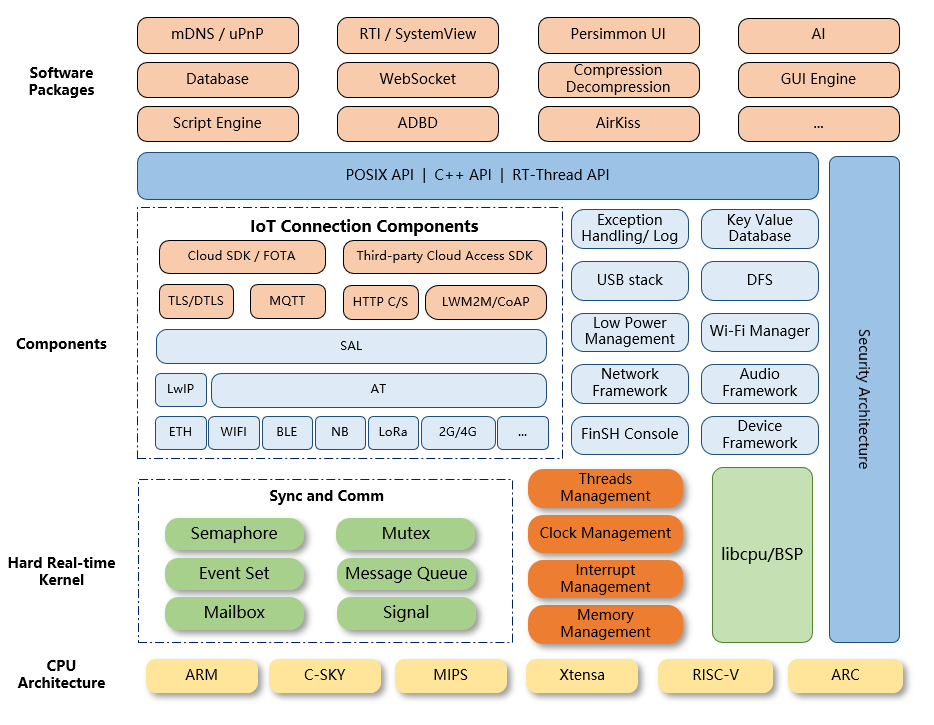 mDNS / uPnP
RTI / SystemView
Persimmon UI
AI
Software
Packages
Database
WebSocket
Compression
Decompression
GUI Engine
Script Engine
ADBD
AirKiss
...
POSIX API | C++ API | RT-Thread API
IoT Connection Components
Cloud SDK / FOTA
Third-party Cloud Access SDK
TLS/DTLS
MQTT
HTTP C/S
LWM2M/CoAP
SAL
LwIP
AT
ETH
WIFI
BLE
NB
LoRa
2G/4G
...
Components
Exception
Handling/ Log
Key Value
Database
USB stack
DFS
Low Power
Management
Wi-Fi Manager
Network
Framework
Audio
Framework
FinSH Console
Device
Framework
Security Architecture
Hard Real-time
Kernel
Sync and Comm
Semaphore
Mutex
Event Set
Message Queue
Mailbox
Signal
Threads
Management
Clock Management
Interrupt
Management
Memory
Management
libcpu/BSP
CPU
Architecture
ARM
C-SKY
MIPS
Xtensa
RISC-V
ARC